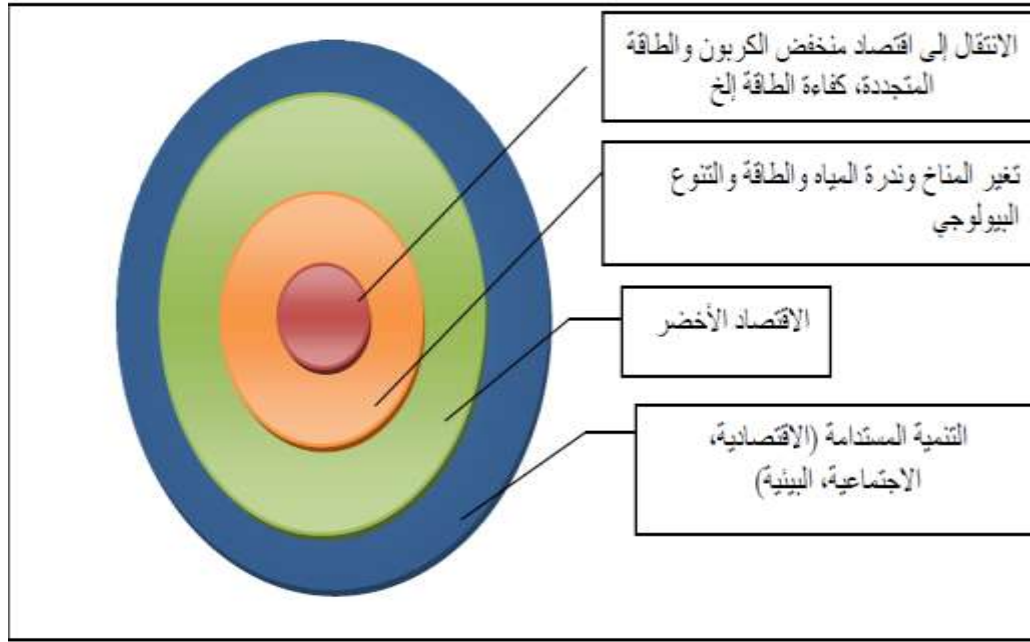 الانتقال إلى اقتصاد منخفض الكربون والطاقة
المتجددة، كفاءة الطاقة إلخ
تغير المناخ وندرة المياه والطاقة والتنوع
البيولوجي
الاقتصاد الأخضر
التنمية المستدامة (الاقتصادية،
الاجتماعية، البيئية)